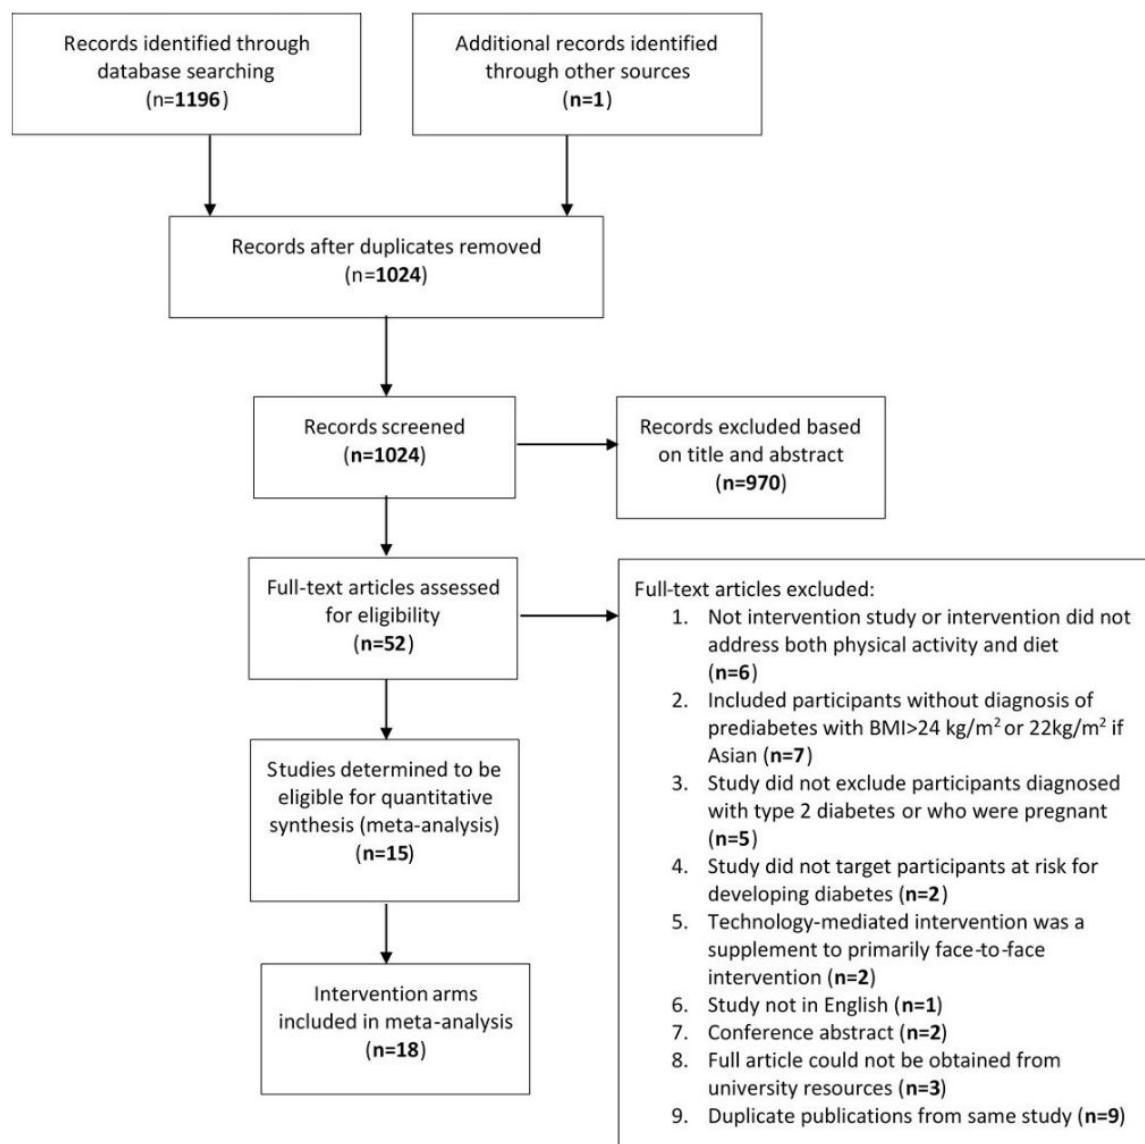 Records identified through
database searching
(n=1196)
Additional records identified
through other sources
(n=1)
Records after duplicates removed
(n=1024)
Records screened
(n=1024)
Records excluded based
on title and abstract
(n=970)
Full-text articles assessed
for eligibility
(n=52)
Full-text articles excluded:
1. Not intervention study or intervention did not
address both physical activity and diet
(n=6)
2. Included participants without diagnosis of
prediabetes with BMI>24 kg/m² or 22kg/m² if
Asian (n=7)
3. Study did not exclude participants diagnosed
with type 2 diabetes or who were pregnant
(n=5)
4. Study did not target participants at risk for
developing diabetes (n=2)
5. Technology-mediated intervention was a
supplement to primarily face-to-face
intervention (n=2)
6. Study not in English (n=1)
7. Conference abstract (n=2)
8. Full article could not be obtained from
university resources (n=3)
9. Duplicate publications from same study (n=9)
Studies determined to be
eligible for quantitative
synthesis (meta-analysis)
(n=15)
Intervention arms
included in meta-analysis
(n=18)